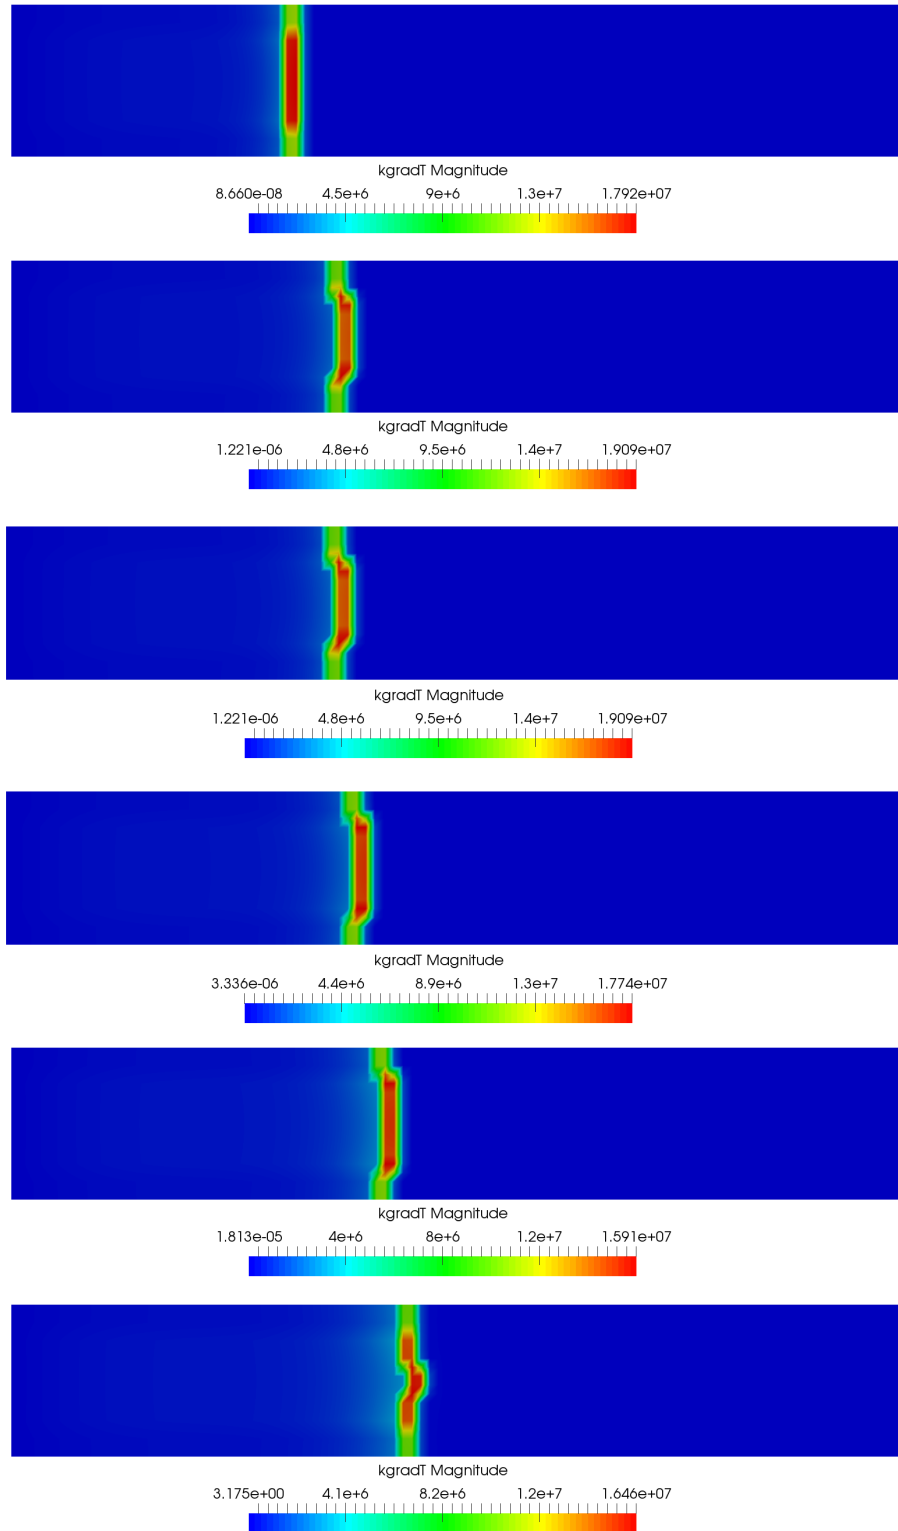 kgradT Magnitude
8.660e-08 4.5e+6 9e+6 1.3e+7 1.792e+07
kgradT Magnitude
1.221e-06 4.8e+6 9.5e+6 1.4e+7 1.909e+07
kgradT Magnitude
1.221e-06 4.8e+6 9.5e+6 1.4e+7 1.909e+07
kgradT Magnitude
3.336e-06 4.4e+6 8.9e+6 1.3e+7 1.774e+07
kgradT Magnitude
1.813e-05 4e+6 8e+6 1.2e+7 1.591e+07
kgradT Magnitude
3.175e+00 4.1e+6 8.2e+6 1.2e+7 1.646e+07